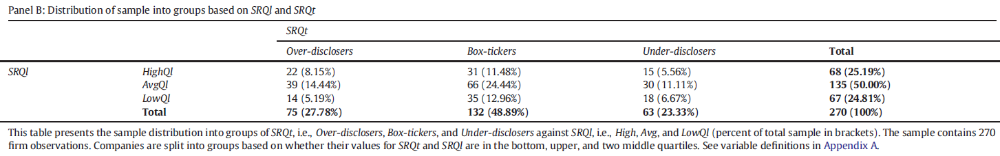 Panel B: Distribution of sample into groups based on SRQl and SRQt
SRQt
Over-disclosers Box-tickers Under-disclosers Total
SRQl HighQl 22 (8.15%) 31 (11.48%) 15 (5.56%) 68 (25.19%)
AvgQl 39 (14.44%) 66 (24.44%) 30 (11.11%) 135 (50.00%)
LowQl 14 (5.19%) 35 (12.96%) 18 (6.67%) 67 (24.81%)
Total 75 (27.78%) 132 (48.89%) 63 (23.33%) 270 (100%)
This table presents the sample distribution into groups of SRQt, i.e., Over-disclosers, Box-tickers, and Under-disclosers against SRQl, i.e., High, Avg, and LowQl (percent of total sample in brackets). The sample contains 270
firm observations. Companies are split into groups based on whether their values for SRQt and SRQl are in the bottom, upper, and two middle quartiles. See variable definitions in Appendix A.